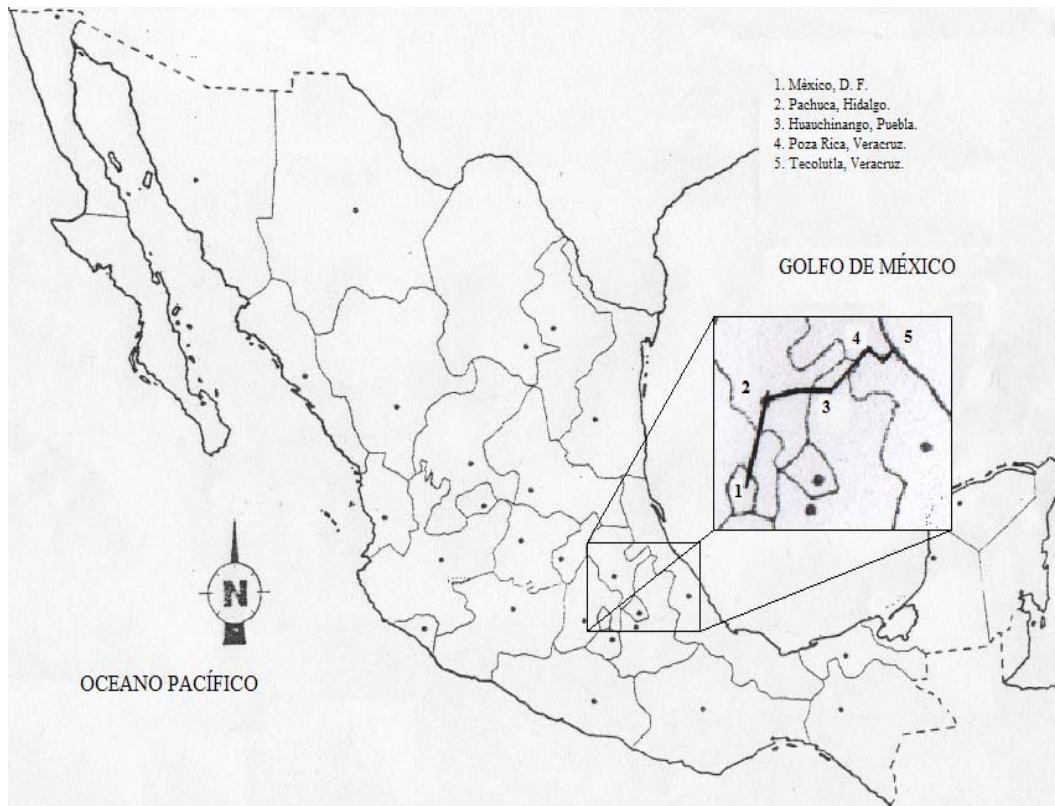 1. Mèxico, D. F.
2. Pachuca, Hidalgo.
3. Huauchinango, Puebla.
4. Poza Rica, Veracruz.
5. Tecolutla, Veracruz.
GOLFO DE MÉXICO
4
5
2
3
1
N
OCEANO PACÍFICO